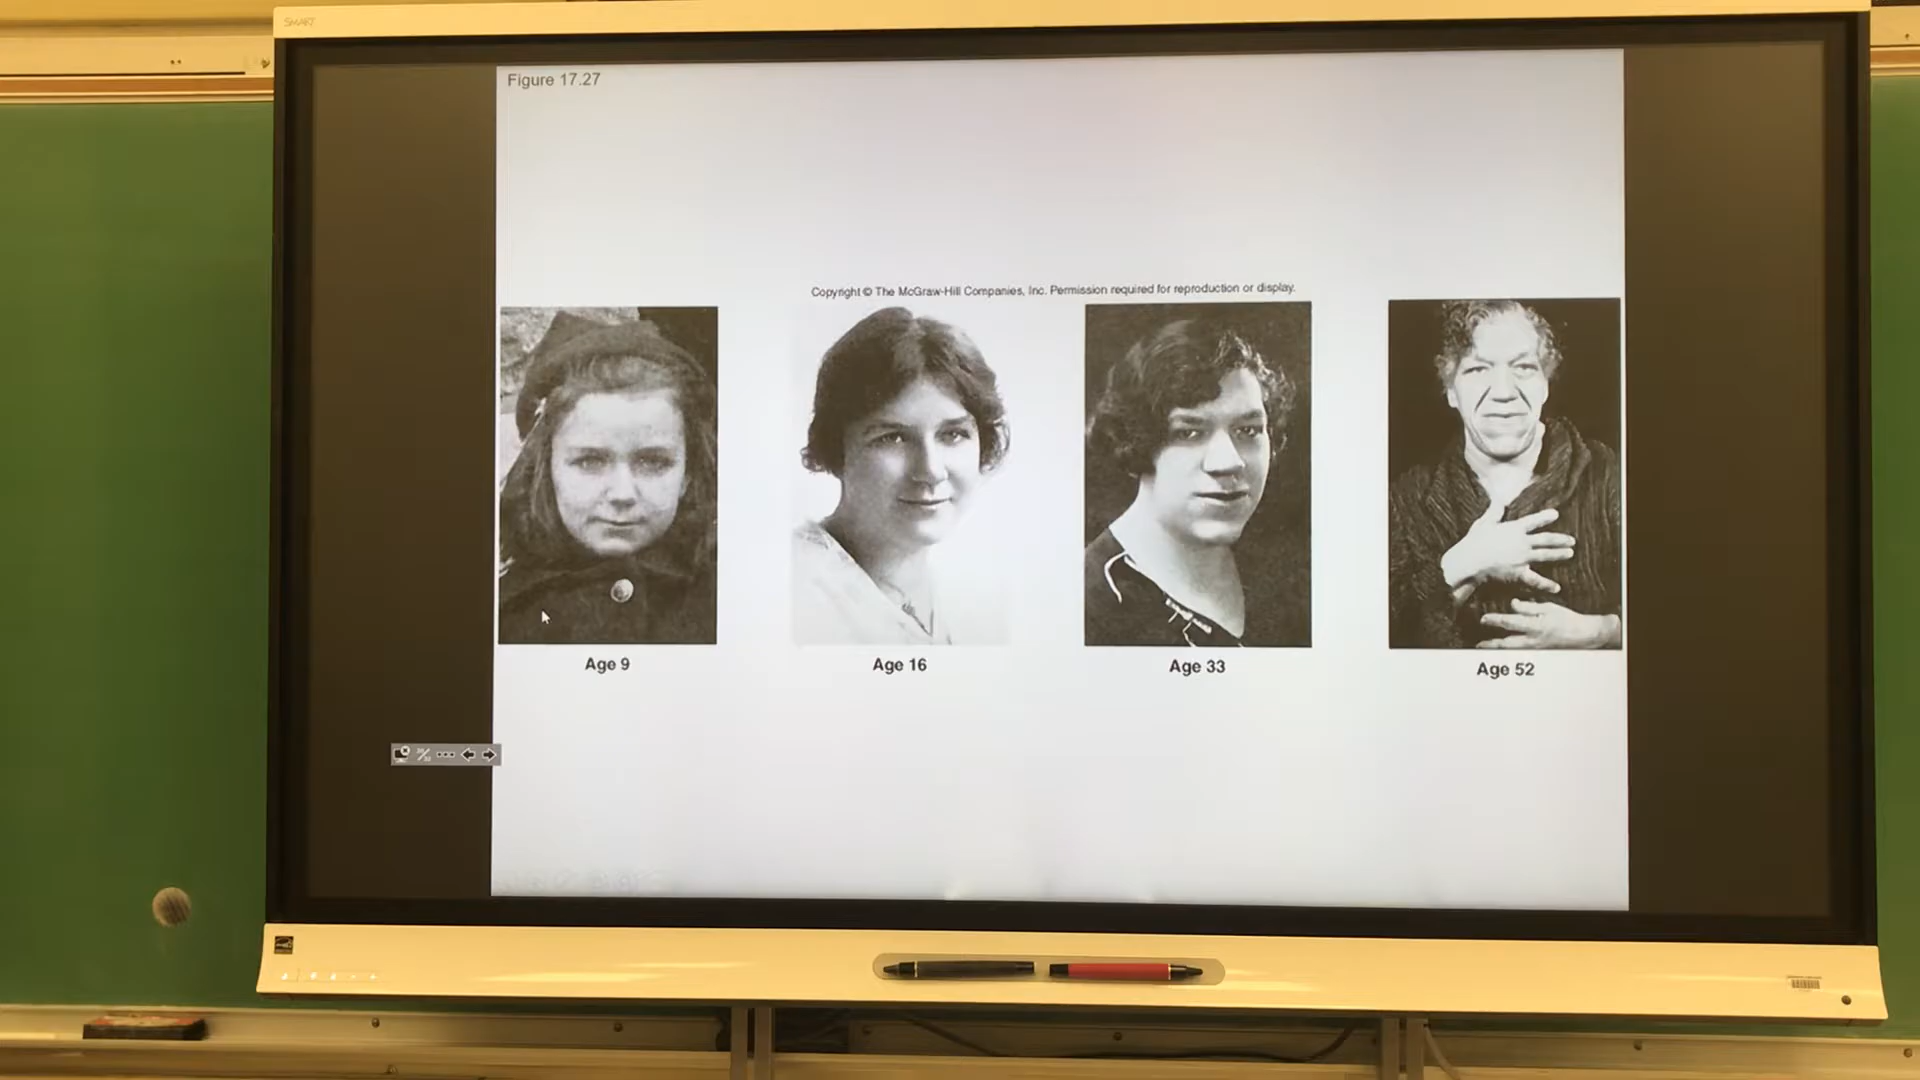 SMART
Figure 17.27
Copyright © The McGraw-Hill Companies, Inc. Permission required for reproduction or display.
Age 9
Age 16
Age 33
Age 52